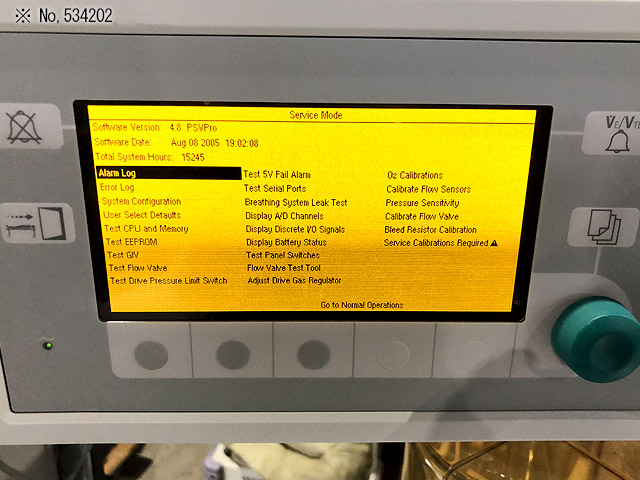 ※ No,534202
Service Mode
Software Version: 4.8 PSVPro
Software Date: Aug 08 2005 19:02:08
Total System Hours: 15245
Alarm Log
Error Log
System Configuration
User Select Defaults
Test CPU and Memory
Test EEPROM
Test GIV
Test Flow Valve
Test Drive Pressure Limit Switch
Test 5V Fail Alarm
Test Serial Ports
Breathing System Leak Test
Display A/D Channels
Display Discrete I/O Signals
Display Battery Status
Test Panel Switches
Flow Valve Test Tool
Adjust Drive Gas Regulator
O2 Calibrations
Calibrate Flow Sensors
Pressure Sensitivity
Calibrate Flow Valve
Bleed Resistor Calibration
Service Calibrations Required
Go to Normal Operations